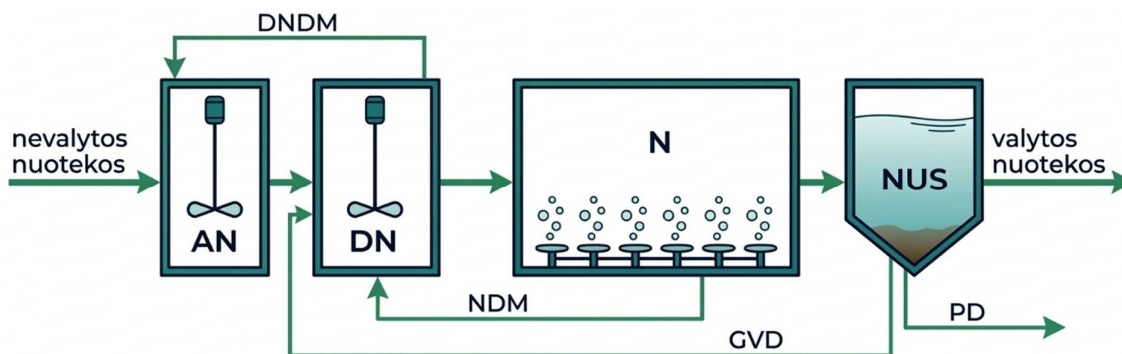 DNDM
nevalytos
nuotekos
AN
DN
N
NUS
valytos
nuotekos
NDM
GVD
PD